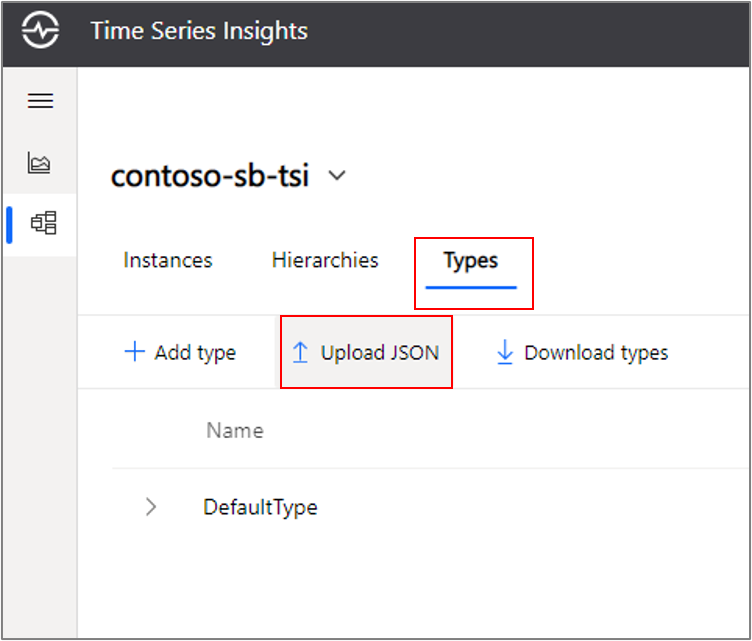 Time Series Insights
contoso-sb-tsi
Instances Hierarchies Types
Add type Upload JSON Download types
Name
DefaultType